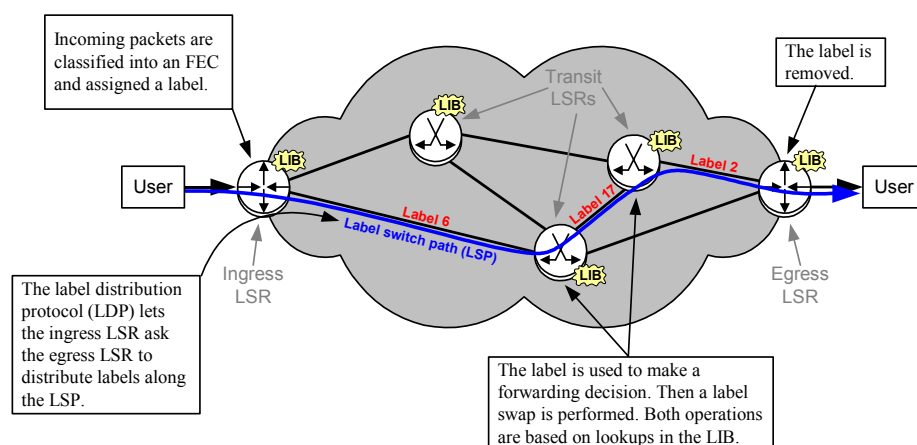 Incoming packets are
classified into an FEC
and assigned a label.
The label is
removed.
Transit
LSRs
LIB
LIB
LIB
LIB
LIB
User
User
Label 6
Label switch path (LSP)
Label 17
Label 2
Ingress
LSR
Egress
LSR
The label distribution
protocol (LDP) lets
the ingress LSR ask
the egress LSR to
distribute labels along
the LSP.
The label is used to make a
forwarding decision. Then a label
swap is performed. Both operations
are based on lookups in the LIB.